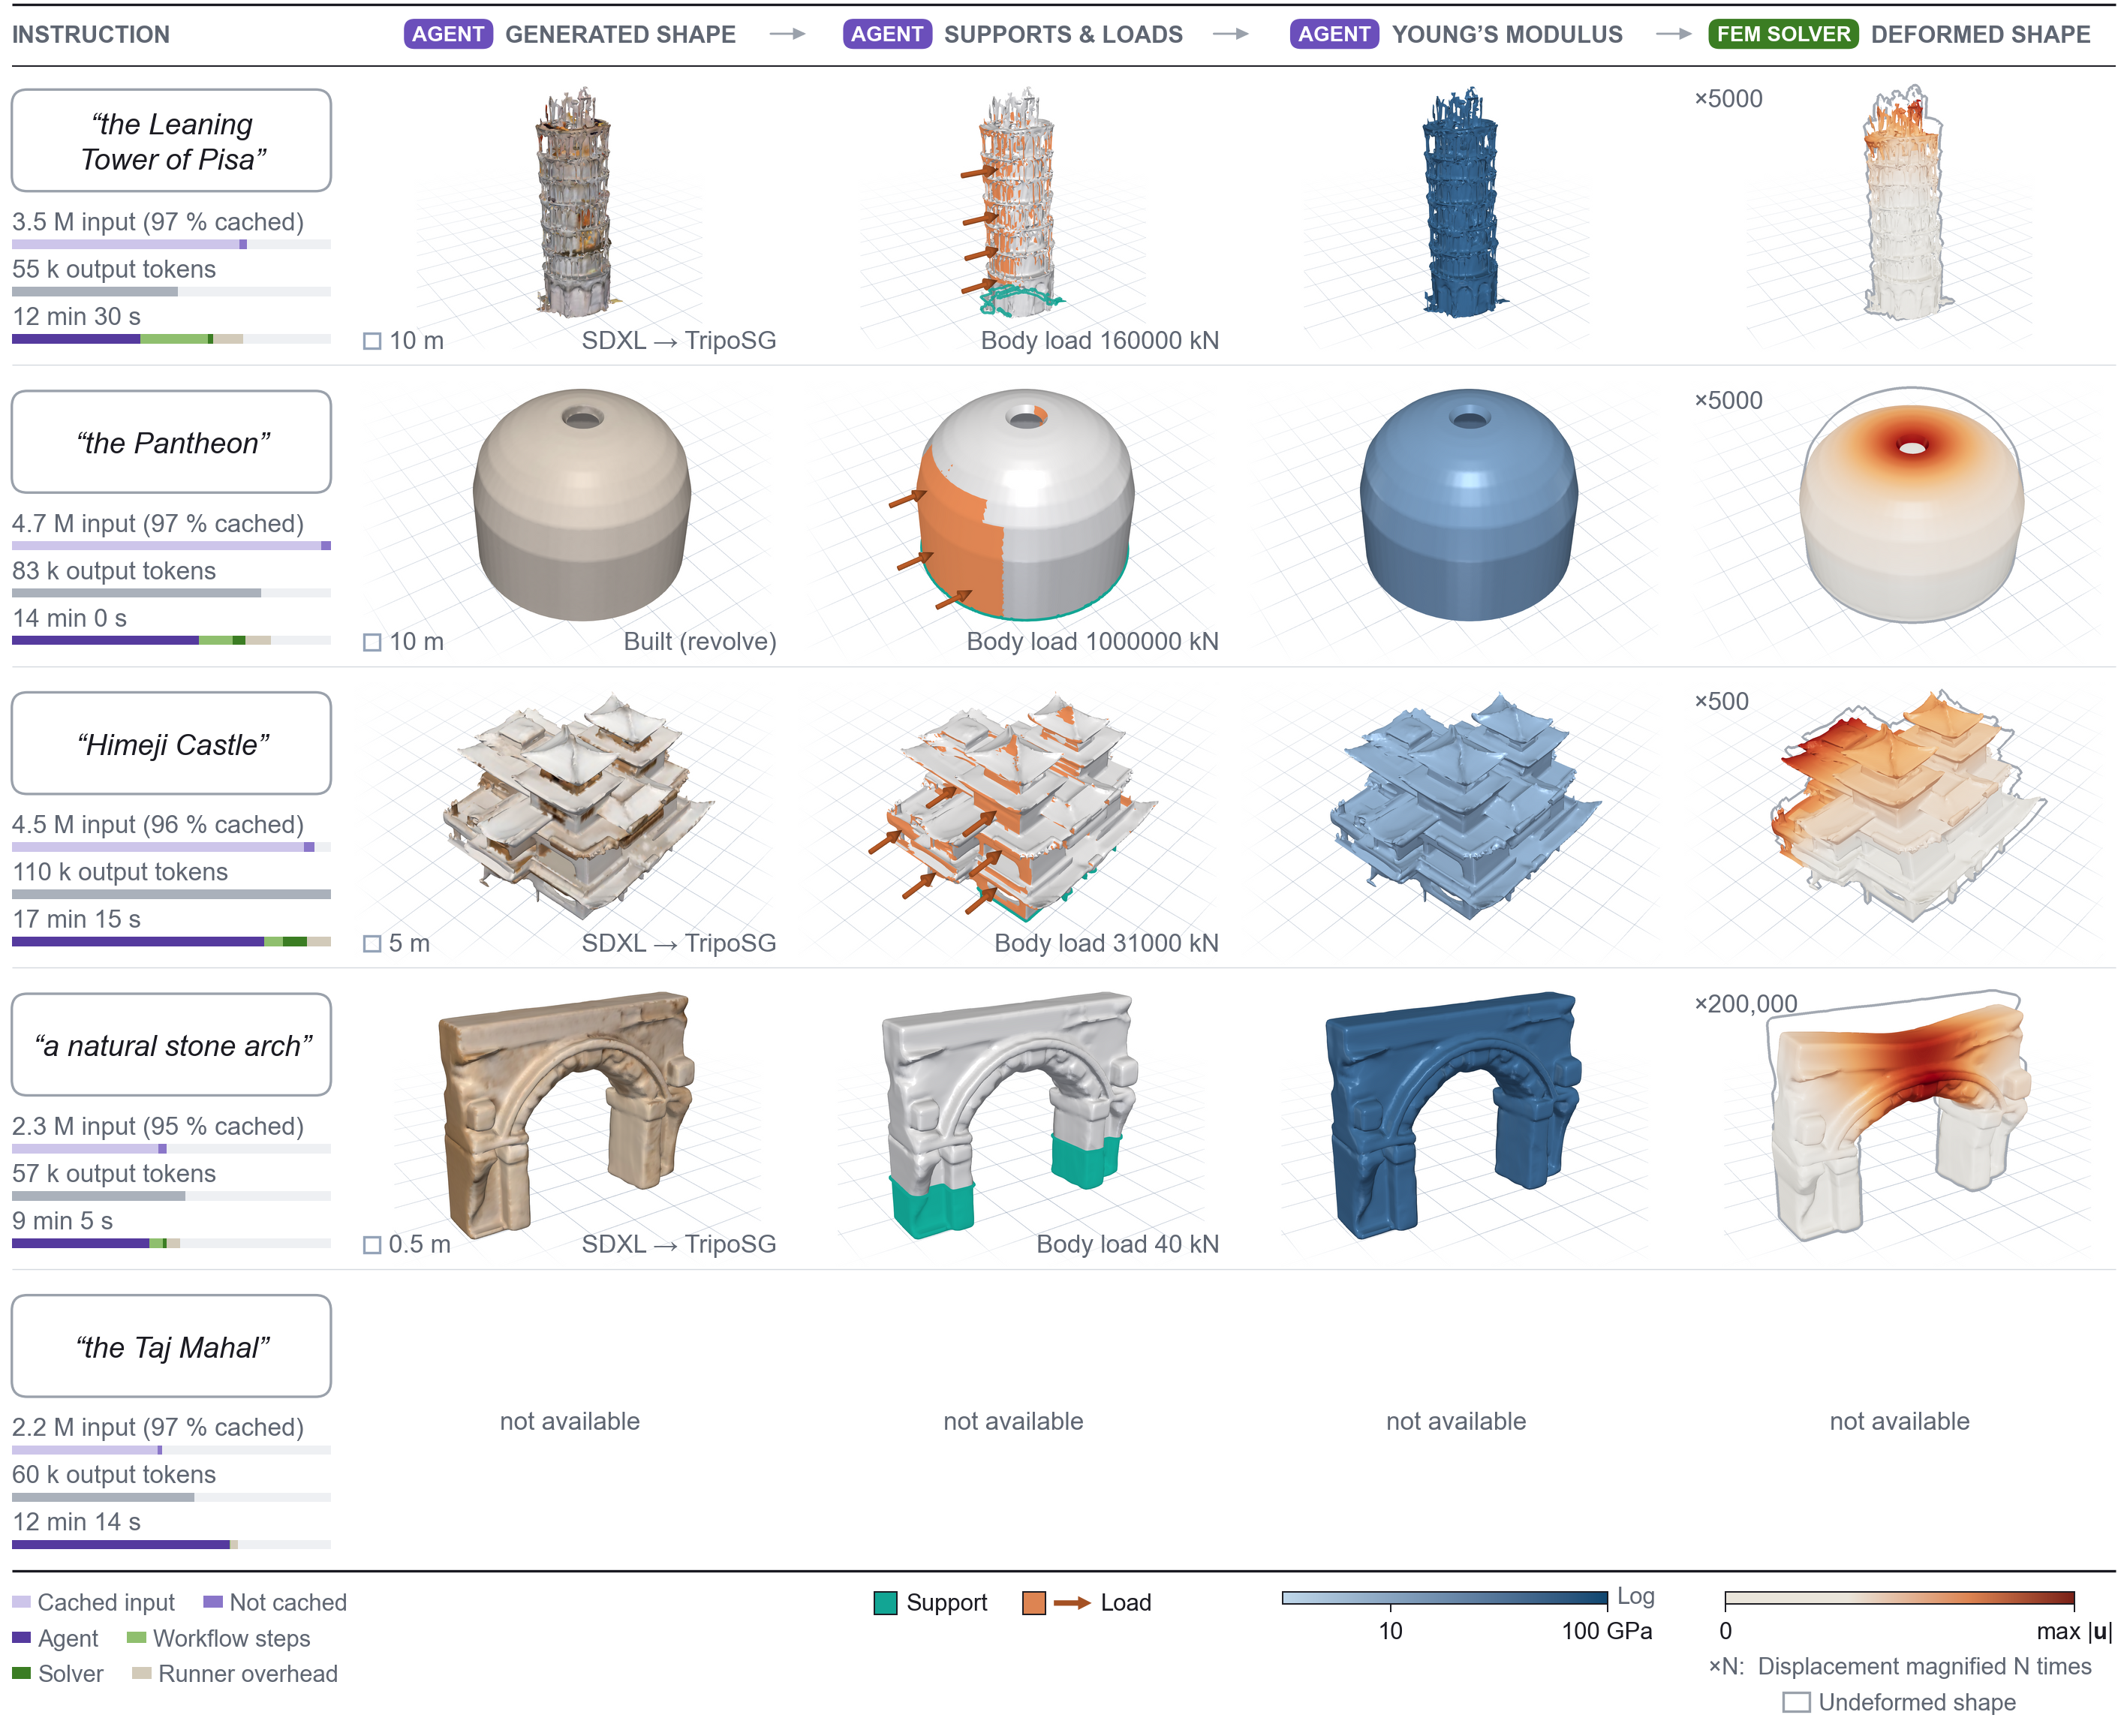 INSTRUCTION
AGENT GENERATED SHAPE
AGENT SUPPORTS & LOADS
AGENT YOUNG’S MODULUS
FEM SOLVER DEFORMED SHAPE
“the Leaning
Tower of Pisa”
3.5 M input (97 % cached)
55 k output tokens
12 min 30 s
10 m
SDXL → TripoSG
Body load 160000 kN
×5000
“the Pantheon”
4.7 M input (97 % cached)
83 k output tokens
14 min 0 s
10 m
Built (revolve)
Body load 1000000 kN
×5000
“Himeji Castle”
4.5 M input (96 % cached)
110 k output tokens
17 min 15 s
5 m
SDXL → TripoSG
Body load 31000 kN
×500
“a natural stone arch”
2.3 M input (95 % cached)
57 k output tokens
9 min 5 s
0.5 m
SDXL → TripoSG
Body load 40 kN
×200,000
“the Taj Mahal”
2.2 M input (97 % cached)
60 k output tokens
12 min 14 s
not available
not available
not available
not available
Cached input
Not cached
Agent
Workflow steps
Solver
Runner overhead
Support
Load
Log
10
100 GPa
0
max |u|
×N: Displacement magnified N times
Undeformed shape